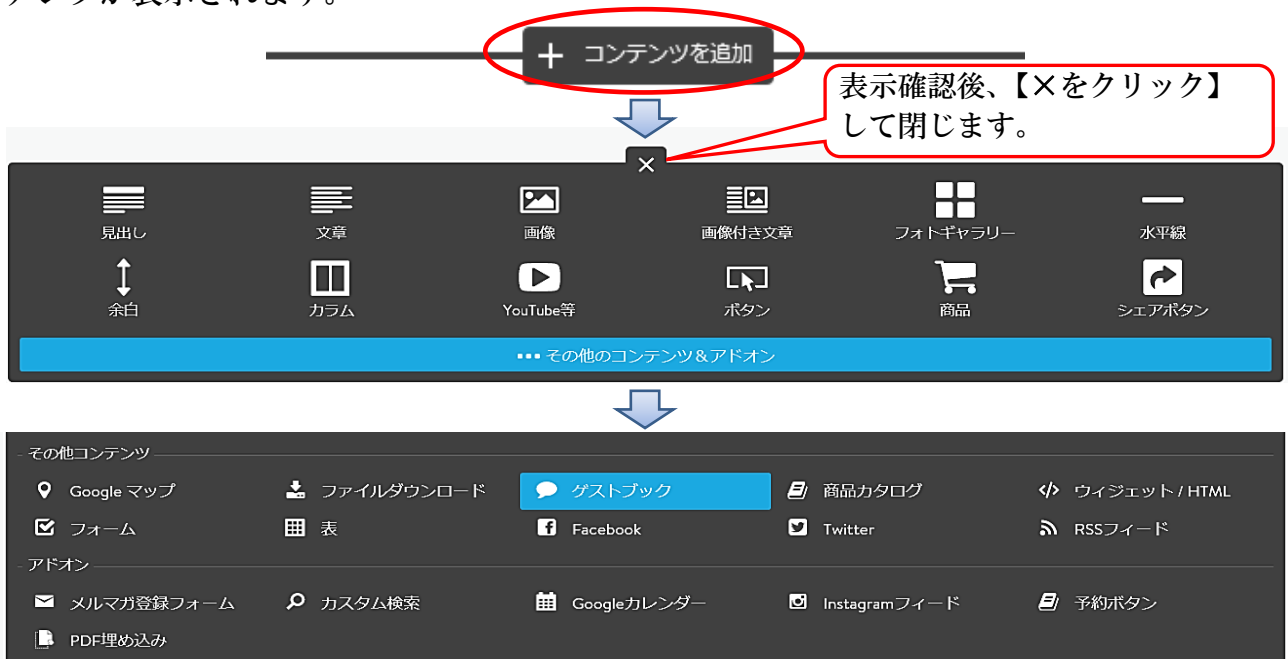 テンツが表示されます。
＋ コンテンツを追加
表示確認後、【×をクリック】
して閉じます。
×
見出し 文章 画像 画像付き文章 フォトギャラリー 水平線
余白 カラム YouTube等 ボタン 商品 シェアボタン
▪▪▪ その他のコンテンツ＆アドオン
その他コンテンツ
Google マップ ファイルダウンロード ゲストブック 商品カタログ ウィジェット / HTML
フォーム 表 Facebook Twitter RSSフィード
アドオン
メルマガ登録フォーム カスタム検索 Googleカレンダー Instagramフィード 予約ボタン
PDF埋め込み